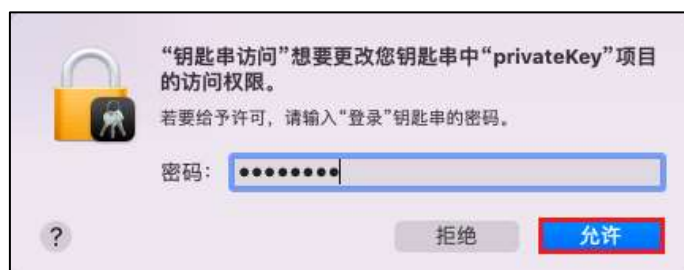 “钥匙串访问”想要更改您钥匙串中“privateKey”项目
的访问权限。
若要给予许可，请输入“登录”钥匙串的密码。
密码： ••••••••
?
拒绝
允许